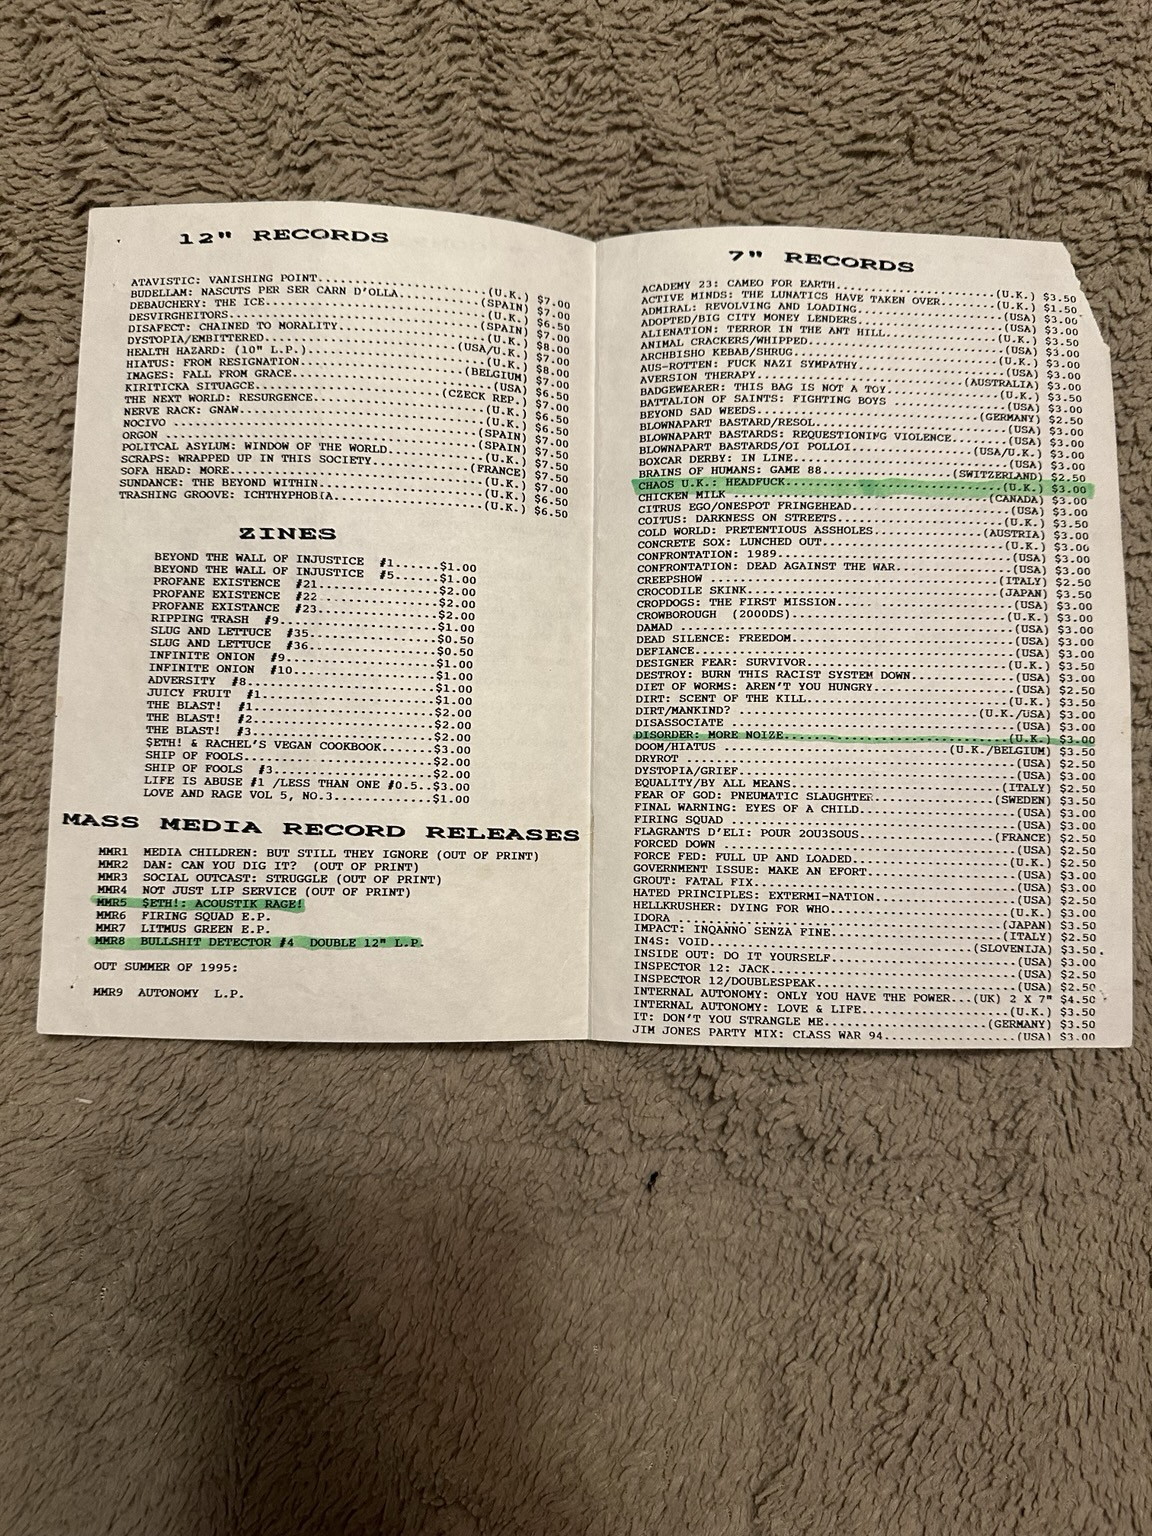 12" RECORDS
ATAVISTIC: VANISHING POINT........................(U.K.) $7.00
BUDELLAM: NASCUTS PER SER CARN D'OLLA............(SPAIN) $7.00
DEBAUCHERY: THE ICE...............................(U.K.) $6.50
DESVIRGHEITORS...................................(SPAIN) $7.00
DISAFECT: CHAINED TO MORALITY.....................(U.K.) $8.00
DYSTOPIA/EMBITTERED...........................(USA/U.K.) $7.00
HEALTH HAZARD: (10" L.P.).........................(U.K.) $8.00
HIATUS: FROM RESIGNATION.......................(BELGIUM) $7.00
IMAGES: FALL FROM GRACE............................(USA) $6.50
KIRITICKA SITUAGCE..........................(CZECK REP.) $7.00
THE NEXT WORLD: RESURGENCE........................(U.K.) $6.50
NERVE RACK: GNAW..................................(U.K.) $6.50
NOCIVO ..........................................(SPAIN) $7.00
ORGON ...........................................(SPAIN) $7.50
POLITCAL ASYLUM: WINDOW OF THE WORLD..............(U.K.) $7.50
SCRAPS: WRAPPED UP IN THIS SOCIETY..............(FRANCE) $7.50
SOFA HEAD: MORE...................................(U.K.) $7.00
SUNDANCE: THE BEYOND WITHIN.......................(U.K.) $6.50
TRASHING GROOVE: ICHTHYPHOBIA.....................(U.K.) $6.50
ZINES
BEYOND THE WALL OF INJUSTICE #1......$1.00
BEYOND THE WALL OF INJUSTICE #5......$1.00
PROFANE EXISTENCE #21................$2.00
PROFANE EXISTENCE #22................$2.00
PROFANE EXISTANCE #23................$2.00
RIPPING TRASH #9.....................$1.00
SLUG AND LETTUCE #35.................$0.50
SLUG AND LETTUCE #36.................$0.50
INFINITE ONION #9....................$1.00
INFINITE ONION #10...................$1.00
ADVERSITY #8.........................$1.00
JUICY FRUIT #1.......................$1.00
THE BLAST! #1........................$2.00
THE BLAST! #2........................$2.00
THE BLAST! #3........................$2.00
$ETH! & RACHEL'S VEGAN COOKBOOK......$3.00
SHIP OF FOOLS........................$2.00
SHIP OF FOOLS #3.....................$2.00
LIFE IS ABUSE #1 /LESS THAN ONE #0.5..$3.00
LOVE AND RAGE VOL 5, NO.3............$1.00
MASS MEDIA RECORD RELEASES
MMR1 MEDIA CHILDREN: BUT STILL THEY IGNORE (OUT OF PRINT)
MMR2 DAN: CAN YOU DIG IT? (OUT OF PRINT)
MMR3 SOCIAL OUTCAST: STRUGGLE (OUT OF PRINT)
MMR4 NOT JUST LIP SERVICE (OUT OF PRINT)
MMR5 $ETH!: ACOUSTIK RAGE!
MMR6 FIRING SQUAD E.P.
MMR7 LITMUS GREEN E.P.
MMR8 BULLSHIT DETECTOR #4 DOUBLE 12" L.P.
OUT SUMMER OF 1995:
MMR9 AUTONOMY L.P.
7" RECORDS
ACADEMY 23: CAMEO FOR EARTH.......................(U.K.) $3.50
ACTIVE MINDS: THE LUNATICS HAVE TAKEN OVER........(U.K.) $1.50
ADMIRAL: REVOLVING AND LOADING.....................(USA) $3.00
ADOPTED/BIG CITY MONEY LENDERS.....................(USA) $3.00
ALIENATION: TERROR IN THE ANT HILL................(U.K.) $3.50
ANIMAL CRACKERS/WHIPPED............................(USA) $3.00
ARCHBISHO KEBAB/SHRUG.............................(U.K.) $3.50
AUS-ROTTEN: FUCK NAZI SYMPATHY.....................(USA) $3.00
AVERSION THERAPY.............................(AUSTRALIA) $3.00
BADGEWEARER: THIS BAG IS NOT A TOY................(U.K.) $3.50
BATTALION OF SAINTS: FIGHTING BOYS ................(USA) $3.00
BEYOND SAD WEEDS...............................(GERMANY) $2.50
BLOWNAPART BASTARD/RESOL...........................(USA) $3.00
BLOWNAPART BASTARDS: REQUESTIONING VIOLENCE........(USA) $3.00
BLOWNAPART BASTARDS/OI POLLOI.................(USA/U.K.) $3.00
BOXCAR DERBY: IN LINE..............................(USA) $3.00
BRAINS OF HUMANS: GAME 88..................(SWITZERLAND) $2.50
CHAOS U.K.: HEADFUCK..............................(U.K.) $3.00
CHICKEN MILK ...................................(CANADA) $3.00
CITRUS EGO/ONESPOT FRINGEHEAD......................(USA) $3.00
COITUS: DARKNESS ON STREETS.......................(U.K.) $3.50
COLD WORLD: PRETENTIOUS ASSHOLES...............(AUSTRIA) $3.00
CONCRETE SOX: LUNCHED OUT.........................(U.K.) $3.00
CONFRONTATION: 1989................................(USA) $3.00
CONFRONTATION: DEAD AGAINST THE WAR................(USA) $3.00
CREEPSHOW .......................................(ITALY) $2.50
CROCODILE SKINK..................................(JAPAN) $3.50
CROPDOGS: THE FIRST MISSION........................(USA) $3.00
CROWBOROUGH (2000DS)..............................(U.K.) $3.00
DAMAD .............................................(USA) $3.00
DEAD SILENCE: FREEDOM..............................(USA) $3.00
DEFIANCE...........................................(USA) $3.00
DESIGNER FEAR: SURVIVOR...........................(U.K.) $3.50
DESTROY: BURN THIS RACIST SYSTEM DOWN..............(USA) $3.00
DIET OF WORMS: AREN'T YOU HUNGRY...................(USA) $2.50
DIRT: SCENT OF THE KILL...........................(U.K.) $3.50
DIRT/MANKIND?.................................(U.K./USA) $3.00
DISASSOCIATE ......................................(USA) $3.00
DISORDER: MORE NOIZE..............................(U.K.) $3.00
DOOM/HIATUS ..............................(U.K./BELGIUM) $3.50
DRYROT ............................................(USA) $2.50
DYSTOPIA/GRIEF.....................................(USA) $3.00
EQUALITY/BY ALL MEANS............................(ITALY) $2.50
FEAR OF GOD: PNEUMATIC SLAUGHTER................(SWEDEN) $3.50
FINAL WARNING: EYES OF A CHILD.....................(USA) $3.00
FIRING SQUAD ......................................(USA) $3.00
FLAGRANTS D'ELI: POUR 20U3SOUS..................(FRANCE) $2.50
FORCED DOWN .......................................(USA) $2.50
FORCE FED: FULL UP AND LOADED.....................(U.K.) $2.50
GOVERNMENT ISSUE: MAKE AN EFORT....................(USA) $3.00
GROUT: FATAL FIX...................................(USA) $2.50
HATED PRINCIPLES: EXTERMI-NATION...................(USA) $2.50
HELLKRUSHER: DYING FOR WHO........................(U.K.) $3.00
IDORA ...........................................(JAPAN) $3.50
IMPACT: INQANNO SENZA FINE.......................(ITALY) $2.50
IN4S: VOID...................................(SLOVENIJA) $3.50.
INSIDE OUT: DO IT YOURSELF.........................(USA) $3.00
INSPECTOR 12: JACK.................................(USA) $2.50
INSPECTOR 12/DOUBLESPEAK...........................(USA) $2.50
INTERNAL AUTONOMY: ONLY YOU HAVE THE POWER...(UK) 2 X 7" $4.50
INTERNAL AUTONOMY: LOVE & LIFE....................(U.K.) $3.50
IT: DON'T YOU STRANGLE ME......................(GERMANY) $3.50
JIM JONES PARTY MIX: CLASS WAR 94..................(USA) $3.00